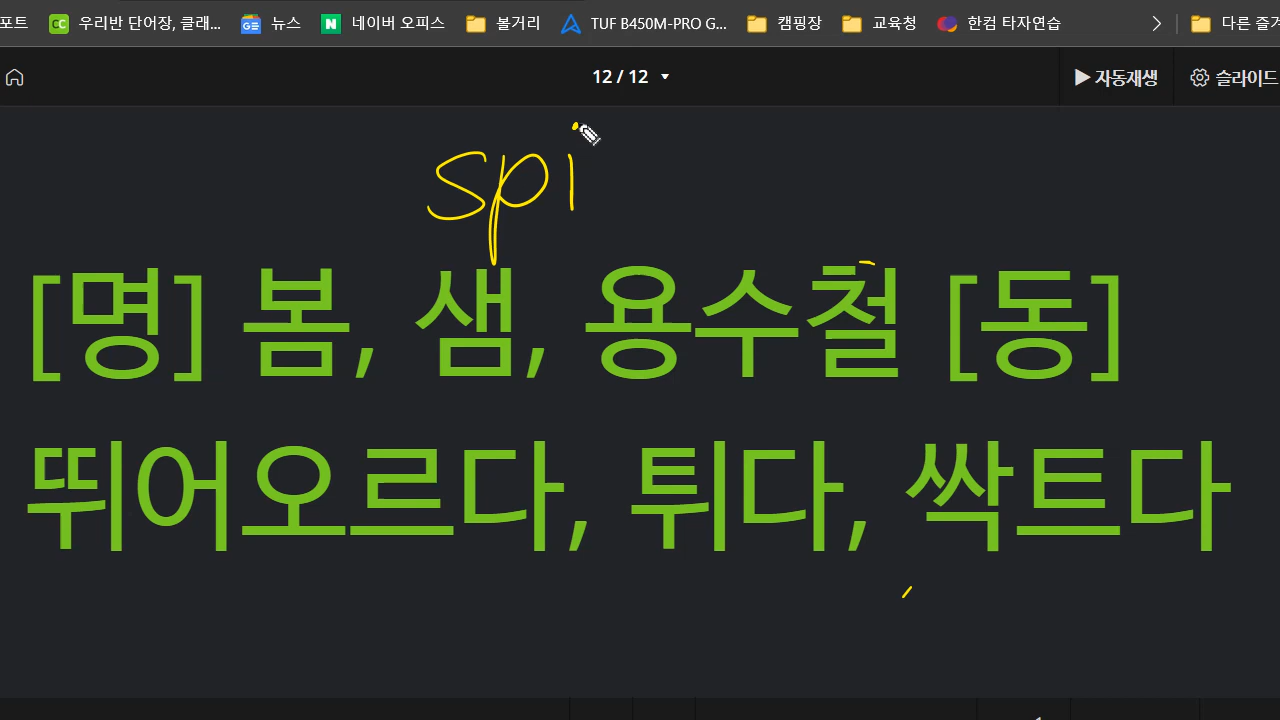 포트 우리반 단어장, 클래... 뉴스 네이버 오피스 볼거리 TUF B450M-PRO G... 캠핑장 교육청 한컴 타자연습 다른 즐겨
12 / 12 자동재생 슬라이드
spi
[명] 봄, 샘, 용수철 [동]
뛰어오르다, 튀다, 싹트다